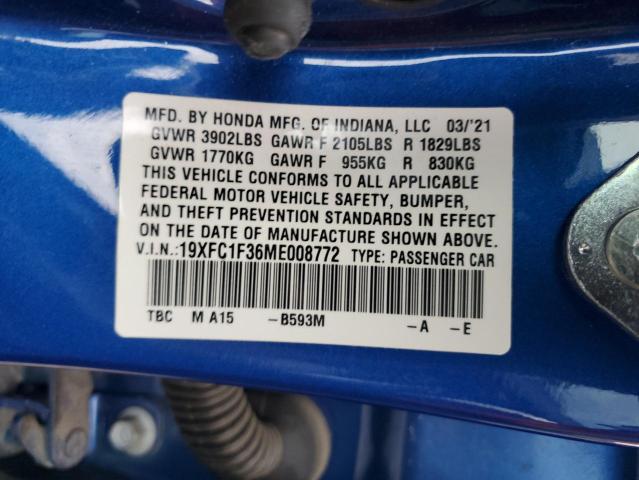 MFD. BY HONDA MFG. OF INDIANA, LLC 03/'21
GVWR 3902LBS GAWR F 2105LBS R 1829LBS
GVWR 1770KG GAWR F 955KG R 830KG
THIS VEHICLE CONFORMS TO ALL APPLICABLE
FEDERAL MOTOR VEHICLE SAFETY, BUMPER,
AND THEFT PREVENTION STANDARDS IN EFFECT
ON THE DATE OF MANUFACTURE SHOWN ABOVE.
V.I.N.:19XFC1F36ME008772 TYPE: PASSENGER CAR
TBC M A15 -B593M -A -E